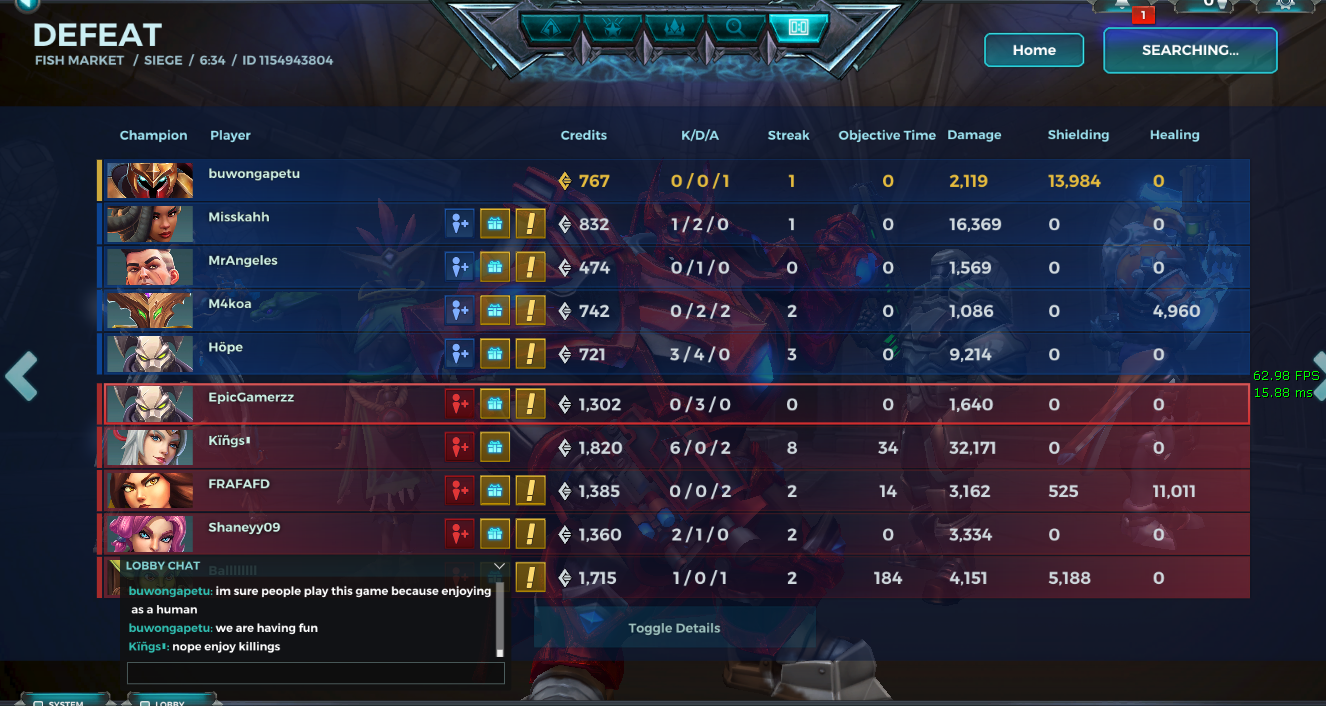 DEFEAT
FISH MARKET / SIEGE / 6:34 / ID 1154943804
1
0
Home
SEARCHING...
Champion Player Credits K/D/A Streak Objective Time Damage Shielding Healing
buwongapetu 767 0 / 0 / 1 1 0 2,119 13,984 0
Misskahh 832 1 / 2 / 0 1 0 16,369 0 0
MrAngeles 474 0 / 1 / 0 0 0 1,569 0 0
M4koa 742 0 / 2 / 2 2 0 1,086 0 4,960
Hôpe 721 3 / 4 / 0 3 0 9,214 0 0
62.98 FPS
15.88 ms
EpicGamerzz 1,302 0 / 3 / 0 0 0 1,640 0 0
Kïñgs 1,820 6 / 0 / 2 8 34 32,171 0 0
FRAFAFD 1,385 0 / 0 / 2 2 14 3,162 525 11,011
Shaneyy09 1,360 2 / 1 / 0 2 0 3,334 0 0
1,715 1 / 0 / 1 2 184 4,151 5,188 0
LOBBY CHAT
buwongapetu: im sure people play this game because enjoying
as a human
buwongapetu: we are having fun
Kïñgs: nope enjoy killings
Toggle Details
SYSTEM LOBBY